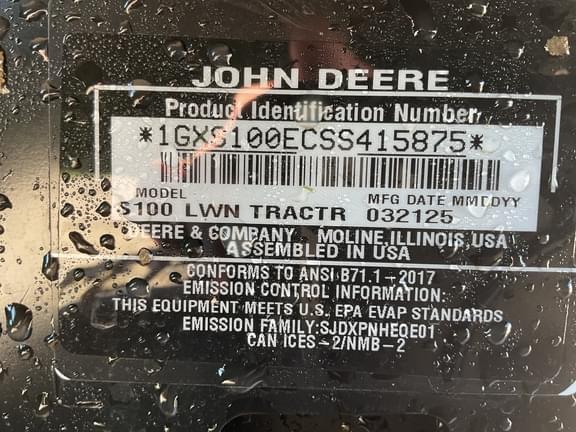 JOHN DEERE
Product Identification Number
*1GXS100ECSS415875*
MODEL MFG DATE MMDDYY
S100 LWN TRACTR 032125
DEERE & COMPANY MOLINE,ILLINOIS,USA
ASSEMBLED IN USA
CONFORMS TO ANSI B71.1-2017
EMISSION CONTROL INFORMATION:
THIS EQUIPMENT MEETS U.S. EPA EVAP STANDARDS
EMISSION FAMILY:SJDXPNHEQE01
CAN ICES-2/NMB-2